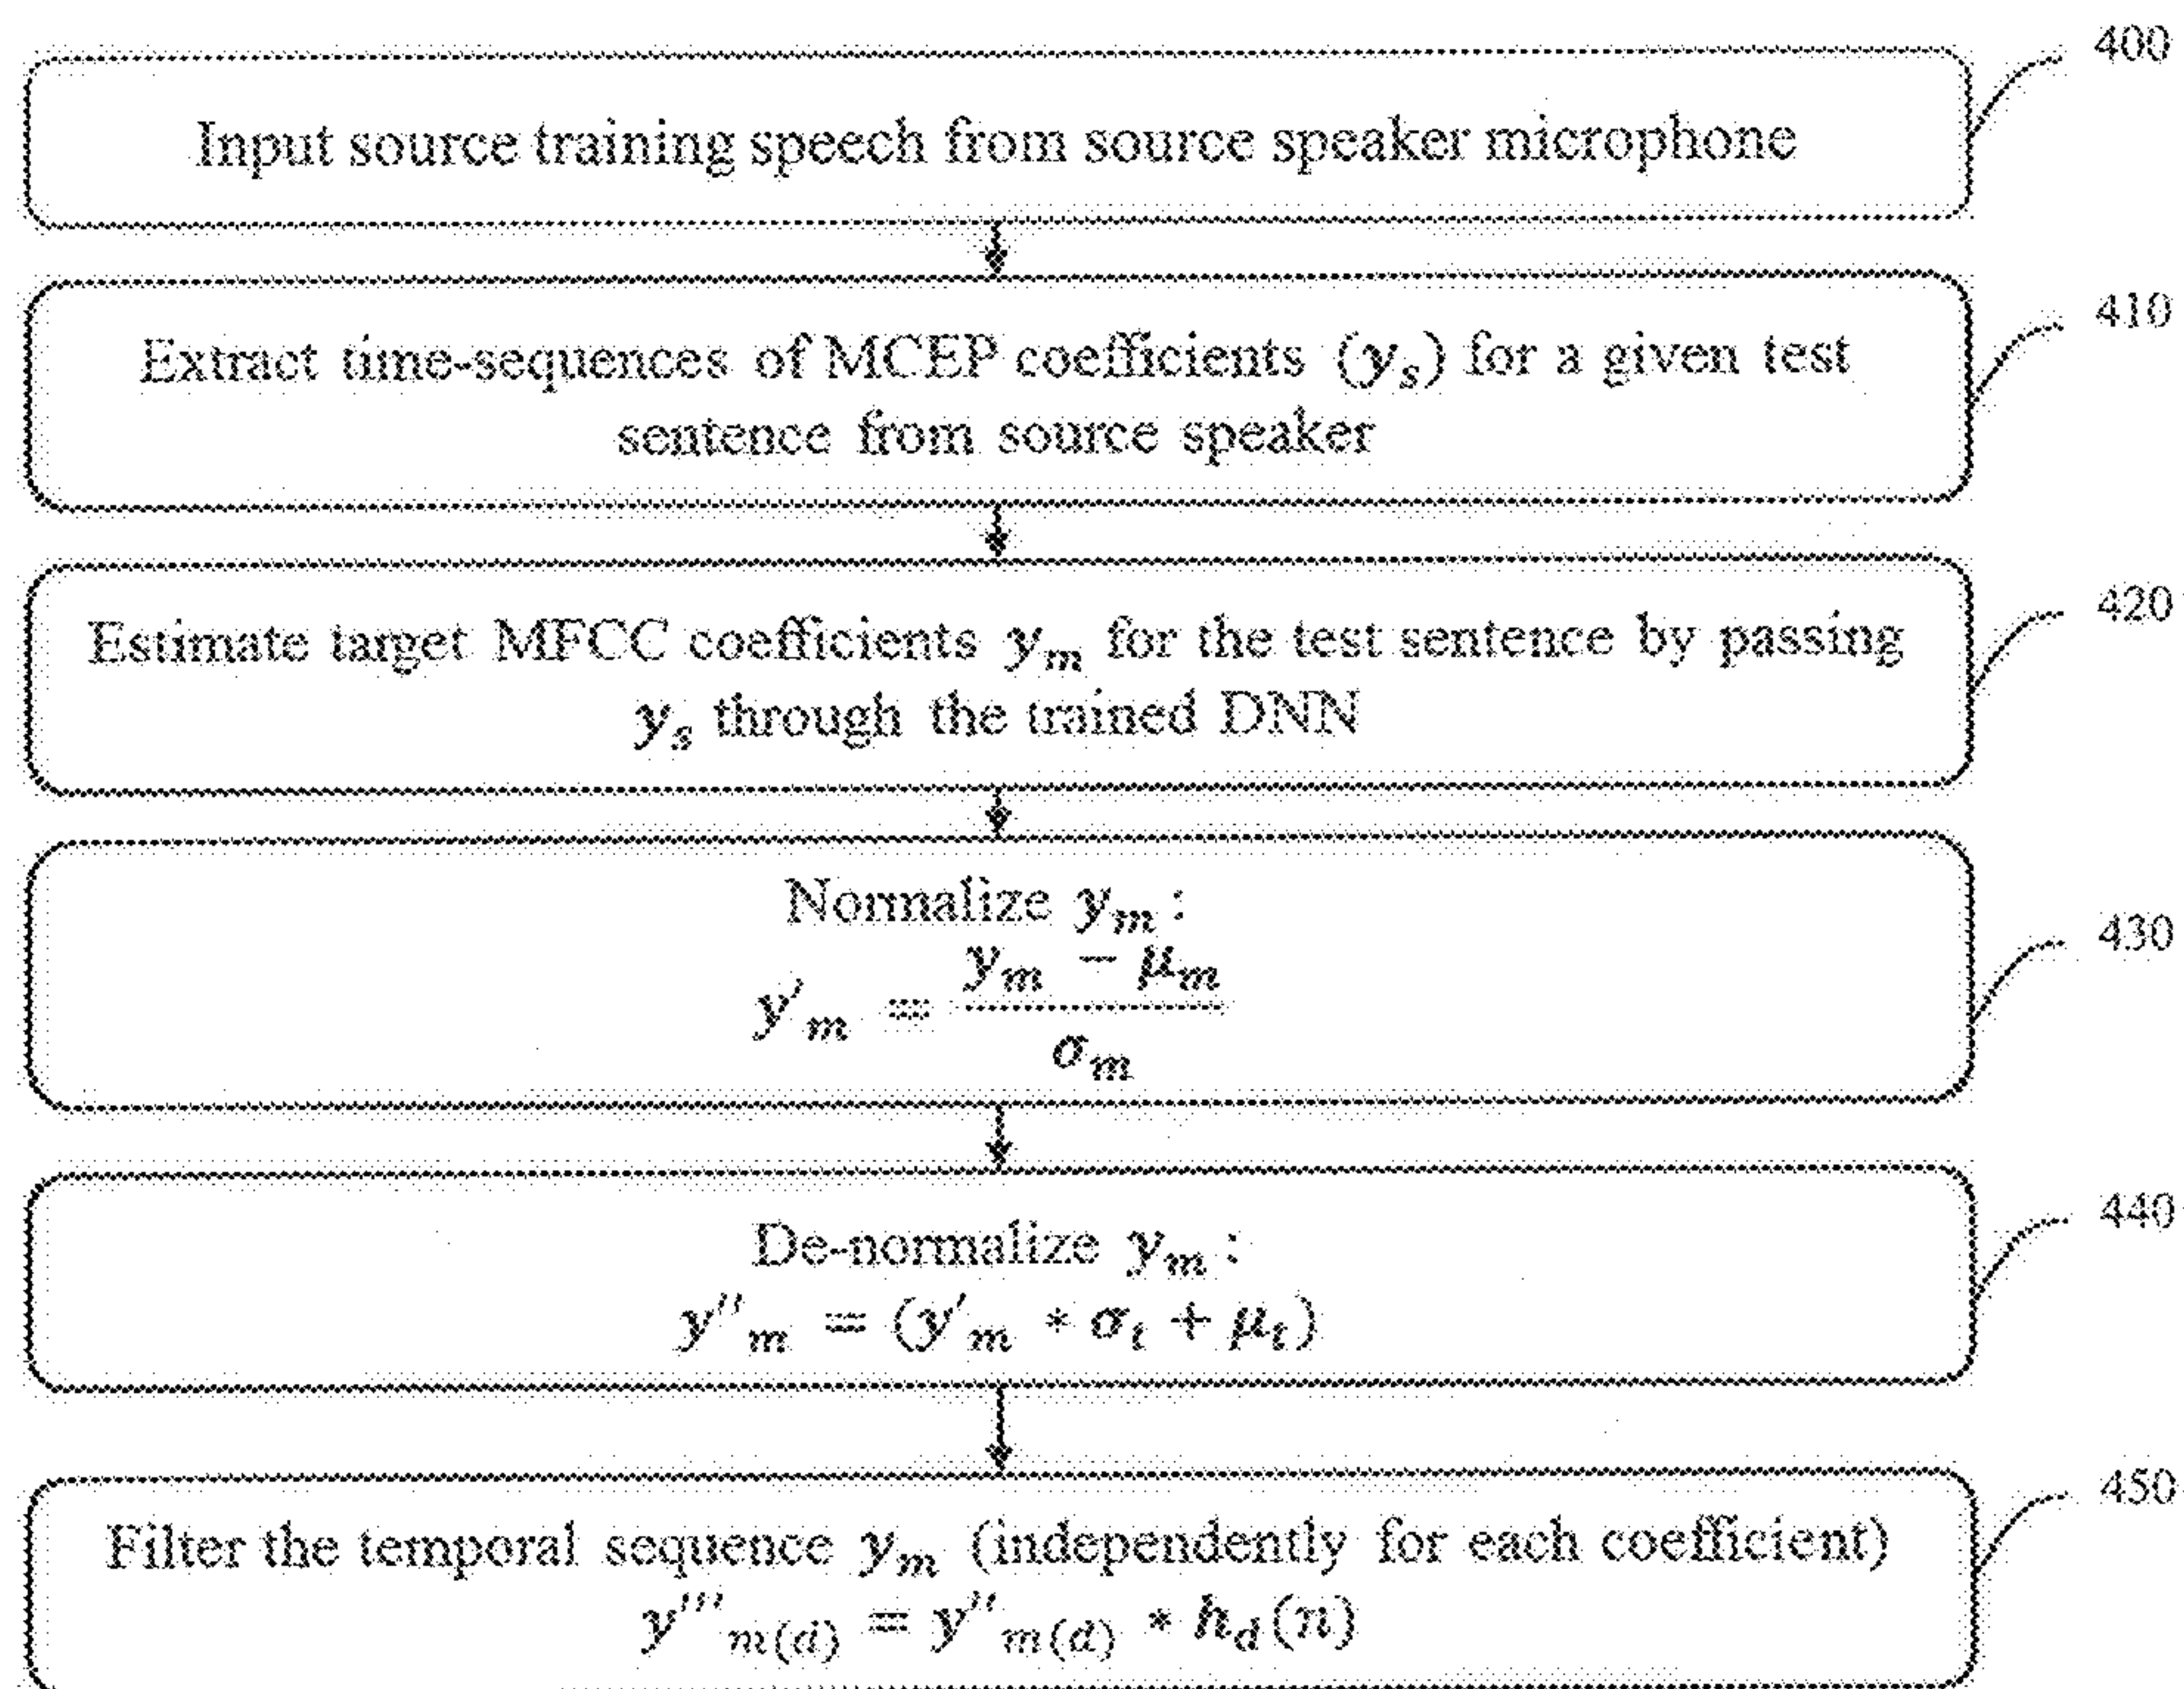 400
Input source training speech from source speaker microphone
410
Extract time-sequences of MCEP coefficients (yₛ) for a given test
sentence from source speaker
420
Estimate target MFCC coefficients yₘ for the test sentence by passing
yₛ through the trained DNN
430
Normalize yₘ :
y'ₘ = (yₘ − μₘ) / σₘ
440
De-normalize yₘ :
y''ₘ = (y'ₘ * σₜ + μₜ)
450
Filter the temporal sequence yₘ (independently for each coefficient)
y'''_m(d) = y''_m(d) * h_d(n)